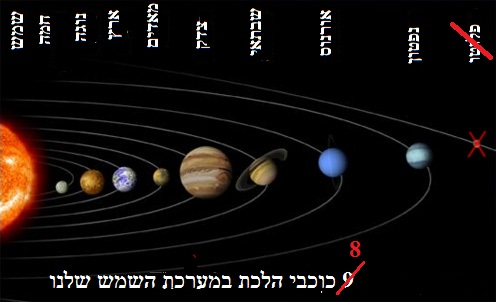 שמש
חמה
נוגה
ארץ
מאדים
צדק
שבתאי
אורנוס
נפטון
פלוטו
8
9 כוכבי הלכת במערכת השמש שלנו